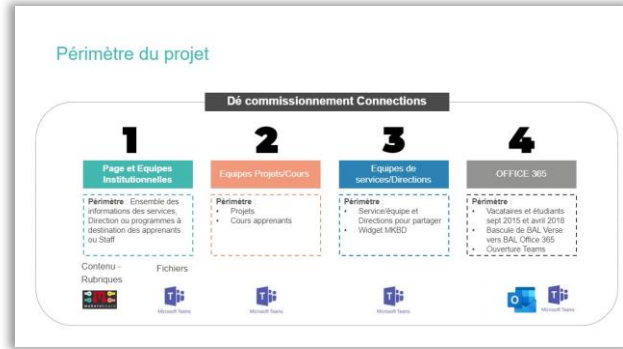 Périmètre du projet
Dé commissionnement Connections
1
Page et Equipes
Institutionnelles
Périmètre : Ensemble des
informations des services,
Direction ou programmes à
destination des apprenants
ou Staff
Contenu -
Rubriques
Fichiers
Microsoft Teams
2
Equipes Projets/Cours
Périmètre :
• Projets
• Cours apprenants
Microsoft Teams
3
Equipes de
services/Directions
Périmètre :
• Service/équipe et
Directions pour partager
• Widget MKBD
Microsoft Teams
4
OFFICE 365
Périmètre :
• Vacataires et étudiants
sept 2015 et avril 2018
• Bascule de BAL Verse
vers BAL Office 365
• Ouverture Teams
Microsoft Teams